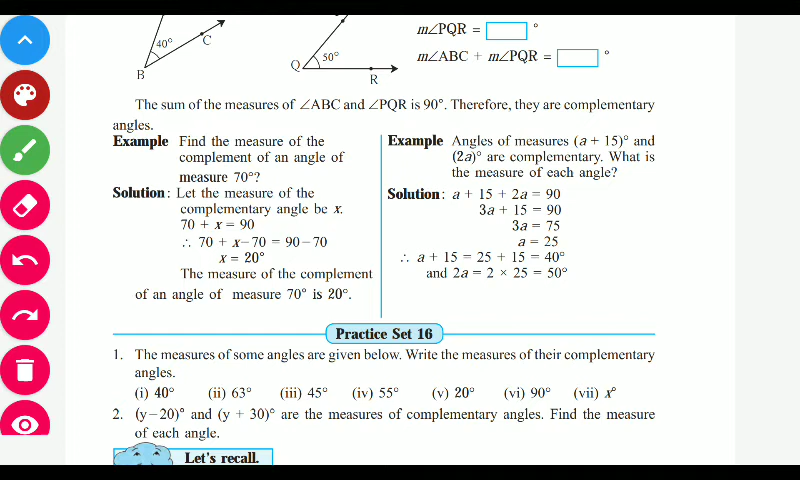 m∠PQR = °
40°
C
B
50°
Q
R
m∠ABC + m∠PQR = °
The sum of the measures of ∠ABC and ∠PQR is 90°. Therefore, they are complementary
angles.
Example Find the measure of the
complement of an angle of
measure 70°?
Solution : Let the measure of the
complementary angle be x.
70 + x = 90
∴ 70 + x−70 = 90−70
x = 20°
The measure of the complement
of an angle of measure 70° is 20°.
Example Angles of measures (a + 15)° and
(2a)° are complementary. What is
the measure of each angle?
Solution : a + 15 + 2a = 90
3a + 15 = 90
3a = 75
a = 25
∴ a + 15 = 25 + 15 = 40°
and 2a = 2 × 25 = 50°
Practice Set 16
1. The measures of some angles are given below. Write the measures of their complementary
angles.
(i) 40° (ii) 63° (iii) 45° (iv) 55° (v) 20° (vi) 90° (vii) x°
2. (y−20)° and (y + 30)° are the measures of complementary angles. Find the measure
of each angle.
Let's recall.